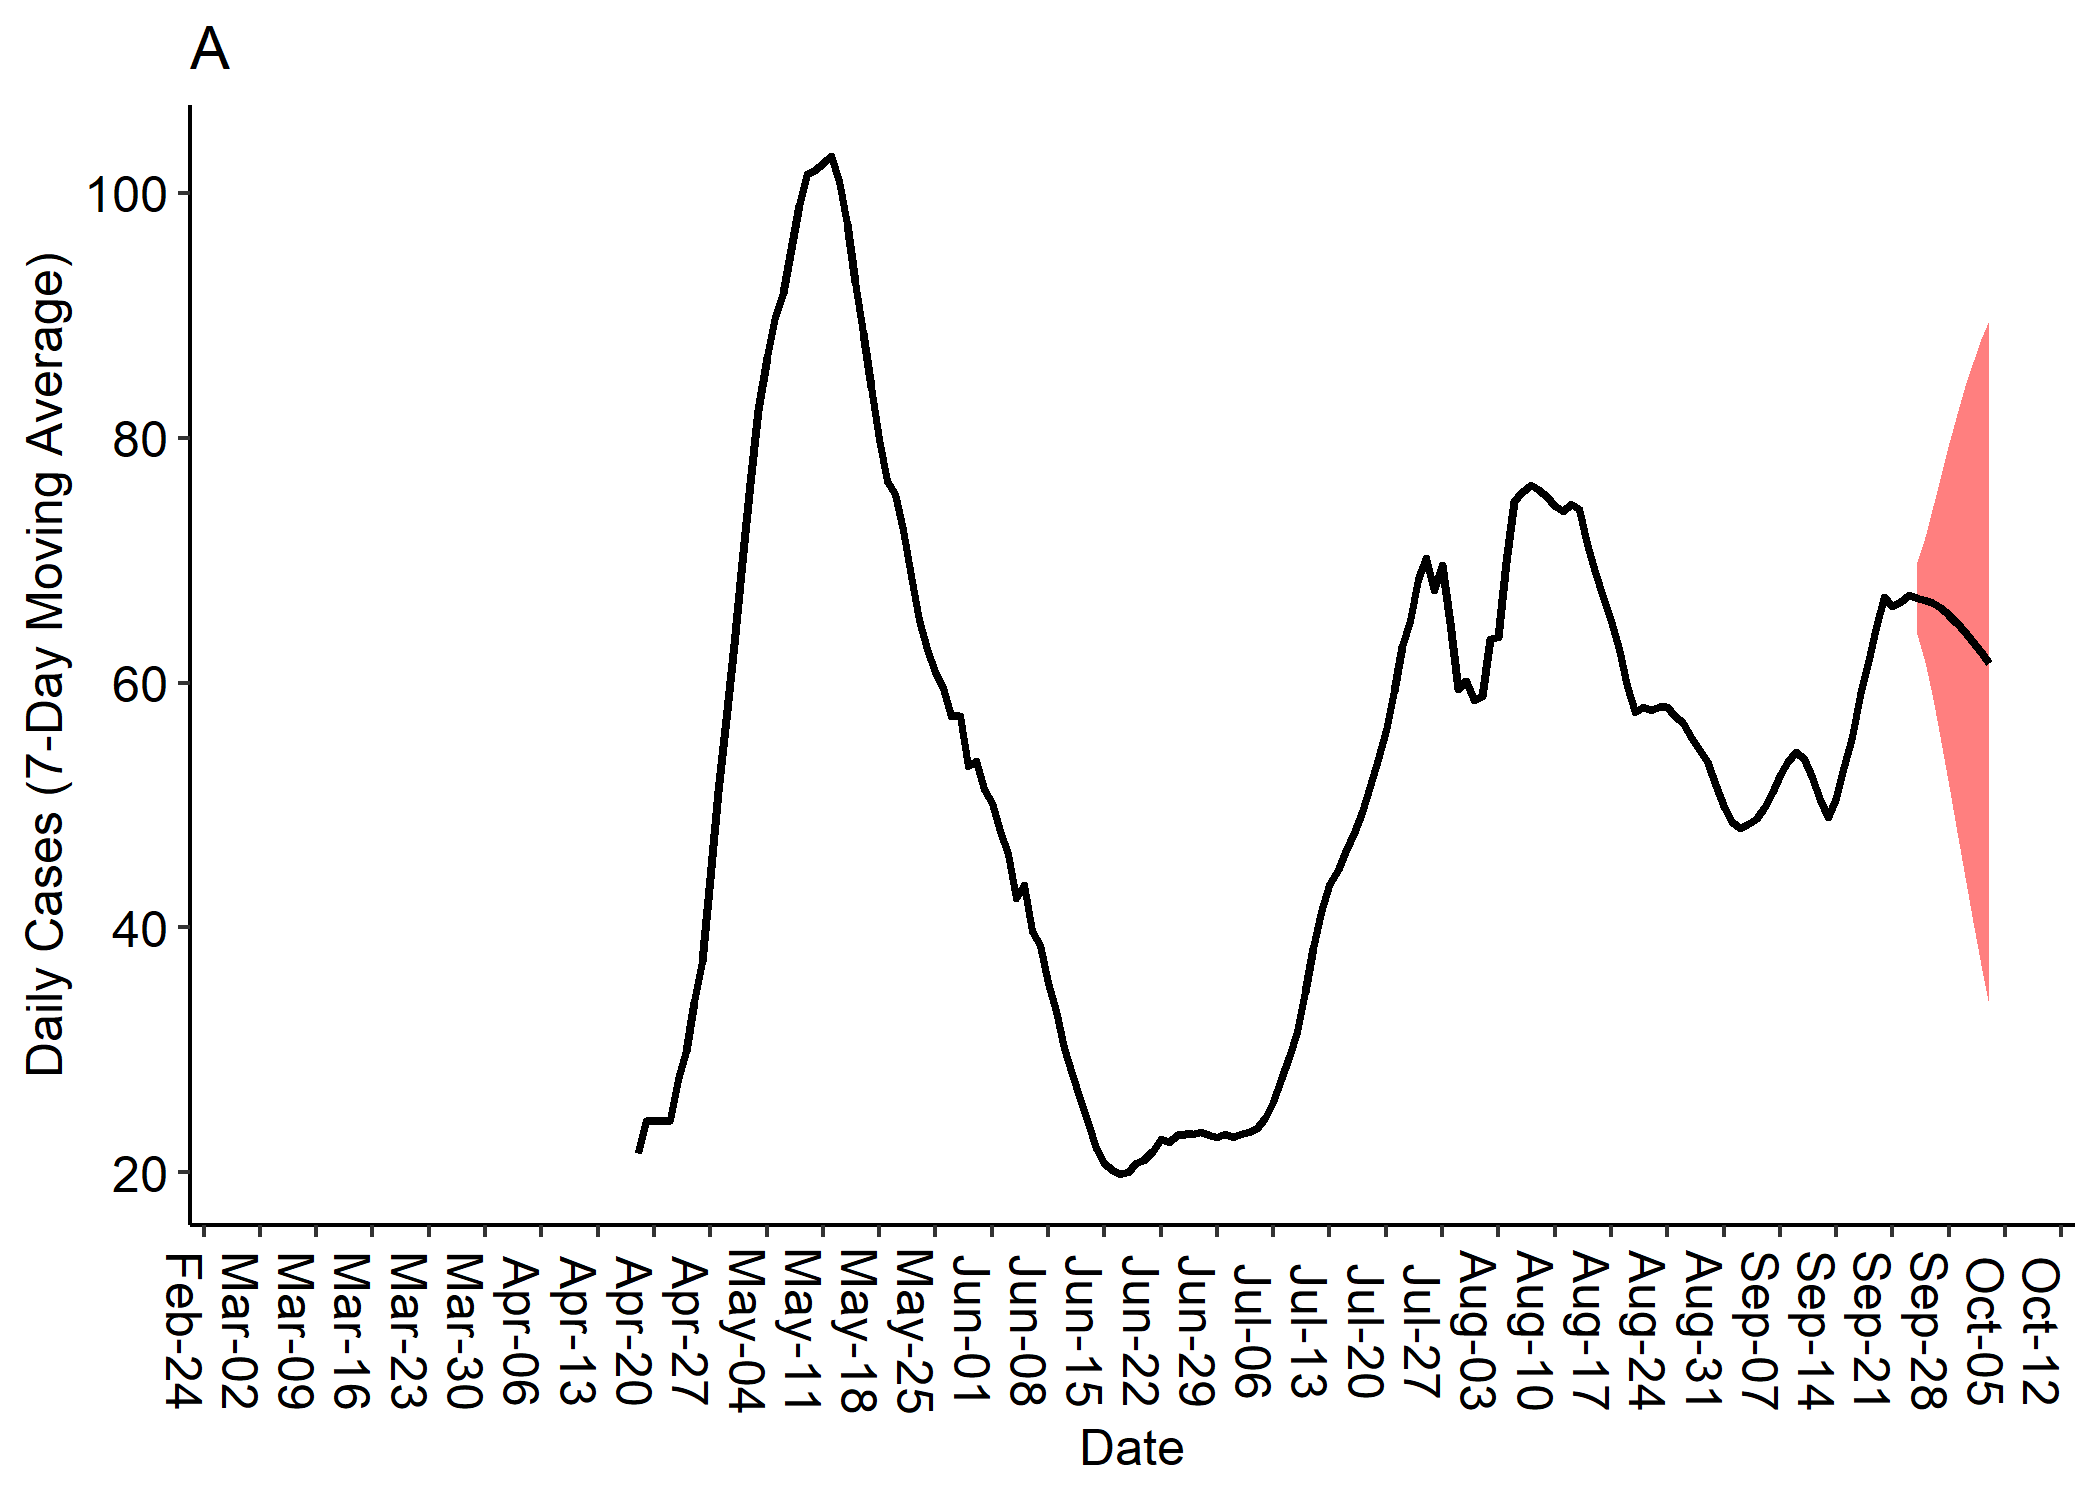 A
Daily Cases (7-Day Moving Average)
100
80
60
40
20
Feb-24
Mar-02
Mar-09
Mar-16
Mar-23
Mar-30
Apr-06
Apr-13
Apr-20
Apr-27
May-04
May-11
May-18
May-25
Jun-01
Jun-08
Jun-15
Jun-22
Jun-29
Jul-06
Jul-13
Jul-20
Jul-27
Aug-03
Aug-10
Aug-17
Aug-24
Aug-31
Sep-07
Sep-14
Sep-21
Sep-28
Oct-05
Oct-12
Date